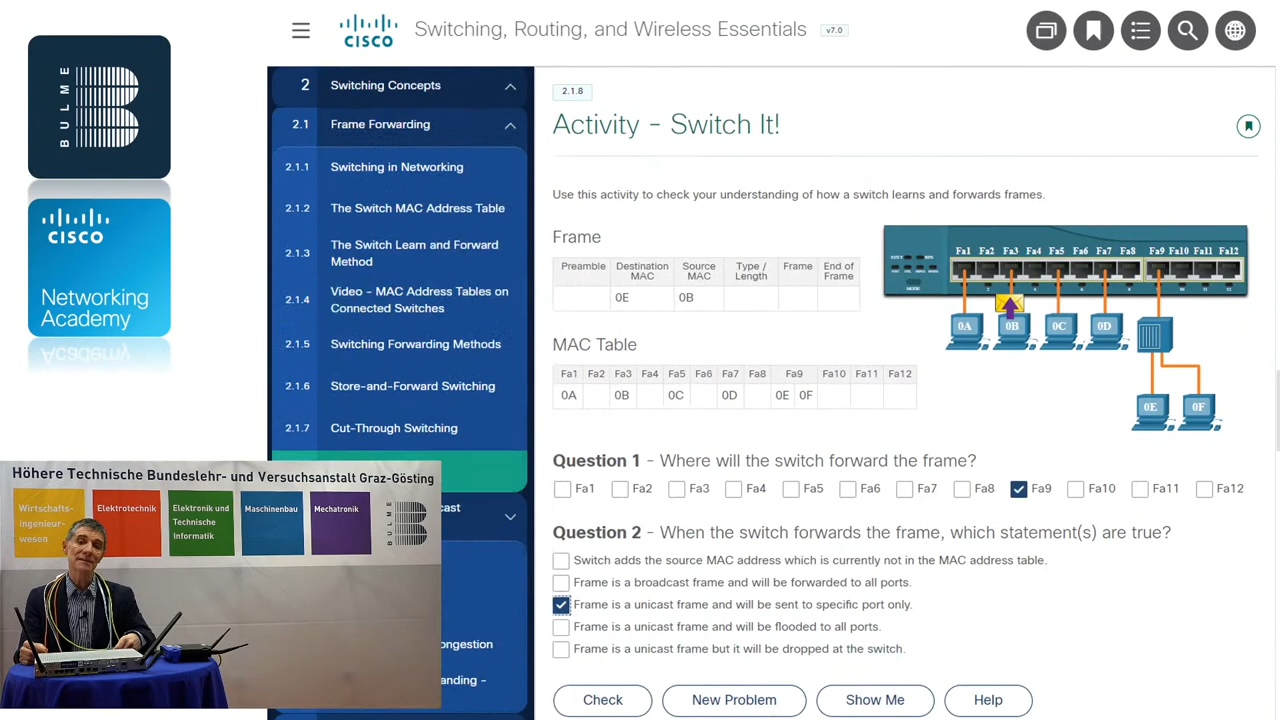 BULME
CISCO
Networking
Academy
Academy
CISCO
Switching, Routing, and Wireless Essentials v7.0
2 Switching Concepts
2.1 Frame Forwarding
2.1.1 Switching in Networking
2.1.2 The Switch MAC Address Table
2.1.3 The Switch Learn and Forward
Method
2.1.4 Video - MAC Address Tables on
Connected Switches
2.1.5 Switching Forwarding Methods
2.1.6 Store-and-Forward Switching
2.1.7 Cut-Through Switching
cast
ongestion
anding -
2.1.8
Activity - Switch It!
Use this activity to check your understanding of how a switch learns and forwards frames.
Frame
Preamble Destination MAC Source MAC Type / Length Frame End of Frame
0E 0B
Fa1 Fa2 Fa3 Fa4 Fa5 Fa6 Fa7 Fa8 Fa9 Fa10 Fa11 Fa12
MODE
0A 0B 0C 0D
0E 0F
MAC Table
Fa1 Fa2 Fa3 Fa4 Fa5 Fa6 Fa7 Fa8 Fa9 Fa10 Fa11 Fa12
0A 0B 0C 0D 0E 0F
Question 1 - Where will the switch forward the frame?
Fa1 Fa2 Fa3 Fa4 Fa5 Fa6 Fa7 Fa8 Fa9 Fa10 Fa11 Fa12
Question 2 - When the switch forwards the frame, which statement(s) are true?
Switch adds the source MAC address which is currently not in the MAC address table.
Frame is a broadcast frame and will be forwarded to all ports.
Frame is a unicast frame and will be sent to specific port only.
Frame is a unicast frame and will be flooded to all ports.
Frame is a unicast frame but it will be dropped at the switch.
Check New Problem Show Me Help
Höhere Technische Bundeslehr- und Versuchsanstalt Graz-Gösting
Wirtschafts-
ingenieur-
wesen
Elektrotechnik
Elektronik und
Technische
Informatik
Maschinenbau
Mechatronik
BULME